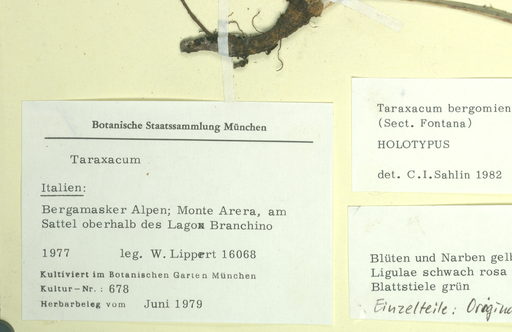 Botanische Staatssammlung München
Taraxacum
Italien:
Bergamasker Alpen; Monte Arera, am
Sattel oberhalb des Lagox Branchino
1977 leg. W. Lippert 16068
Kultiviert im Botanischen Garten München
Kultur-Nr.: 678
Herbarbeleg vom Juni 1979
Taraxacum bergomien
(Sect. Fontana)
HOLOTYPUS
det. C.I.Sahlin 1982
Blüten und Narben gelb
Ligulae schwach rosa
Blattstiele grün
Einzelteile: Origina